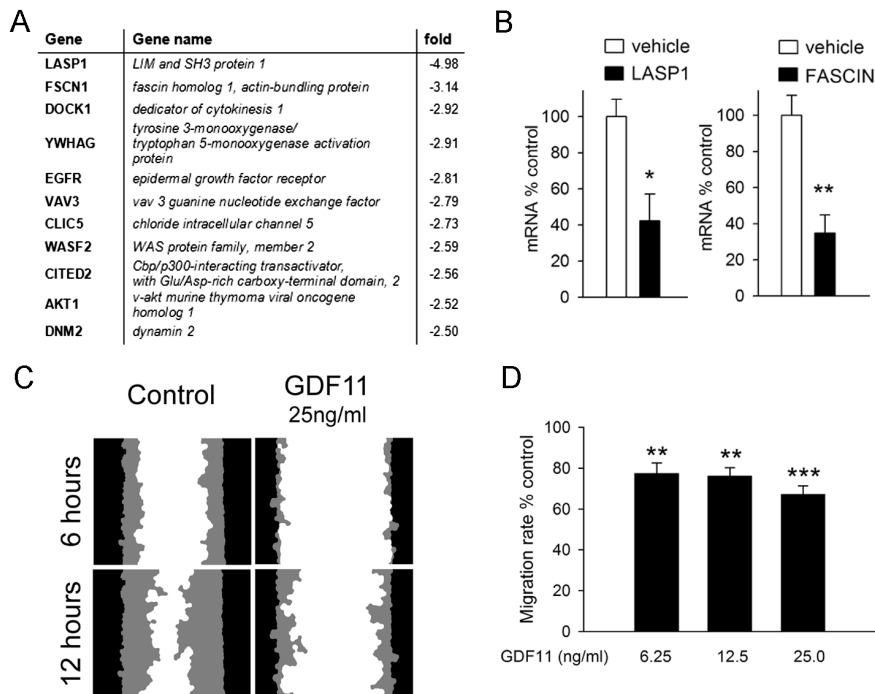 A
Gene Gene name fold
LASP1 LIM and SH3 protein 1 -4.98
FSCN1 fascin homolog 1, actin-bundling protein -3.14
DOCK1 dedicator of cytokinesis 1 -2.92
tyrosine 3-monooxygenase/
YWHAG tryptophan 5-monooxygenase activation -2.91
protein
EGFR epidermal growth factor receptor -2.81
VAV3 vav 3 guanine nucleotide exchange factor -2.79
CLIC5 chloride intracellular channel 5 -2.73
WASF2 WAS protein family, member 2 -2.59
CITED2 Cbp/p300-interacting transactivator, -2.56
with Glu/Asp-rich carboxy-terminal domain, 2
AKT1 v-akt murine thymoma viral oncogene -2.52
homolog 1
DNM2 dynamin 2 -2.50
B
vehicle
LASP1
mRNA % control
100
80
60
40
20
0
*
vehicle
FASCIN
mRNA % control
100
80
60
40
20
0
**
C
Control
GDF11
25ng/ml
6 hours
12 hours
D
Migration rate % control
100
80
60
40
20
0
** ** ***
GDF11 (ng/ml) 6.25 12.5 25.0